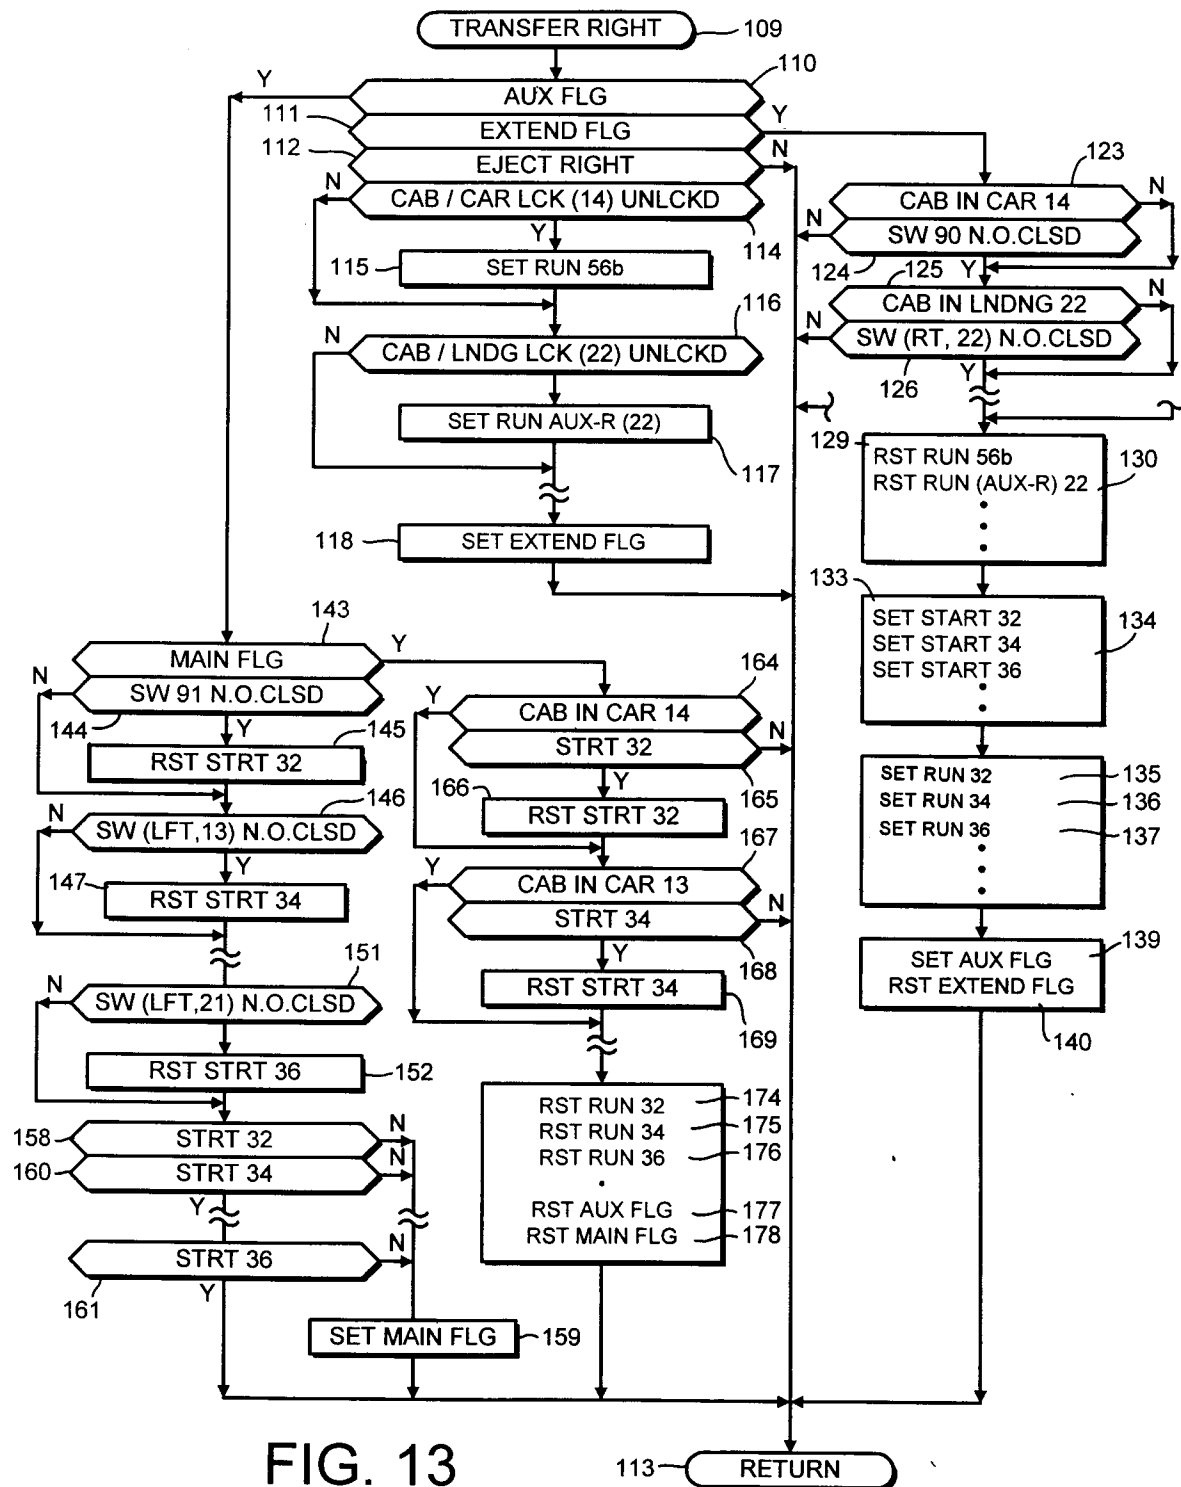 TRANSFER RIGHT 109
110
Y AUX FLG
111 EXTEND FLG Y
112 EJECT RIGHT N
N CAB / CAR LCK (14) UNLCKD
114
Y
115 SET RUN 56b
116
N CAB / LNDG LCK (22) UNLCKD
SET RUN AUX-R (22)
117
118 SET EXTEND FLG
123
CAB IN CAR 14 N
N SW 90 N.O.CLSD
124 Y
125
CAB IN LNDNG 22 N
N SW (RT, 22) N.O.CLSD
126 Y
129
RST RUN 56b
RST RUN (AUX-R) 22 130
133
SET START 32
SET START 34 134
SET START 36
SET RUN 32 135
SET RUN 34 136
SET RUN 36 137
139
SET AUX FLG
RST EXTEND FLG
140
143
MAIN FLG Y
N SW 91 N.O.CLSD
144 Y
145
RST STRT 32
146
N SW (LFT,13) N.O.CLSD
Y
147
RST STRT 34
151
N SW (LFT,21) N.O.CLSD
RST STRT 36 152
158 STRT 32 N
160 STRT 34 N
Y
STRT 36 N
161 Y
SET MAIN FLG 159
164
Y CAB IN CAR 14
STRT 32 N
165
Y
166
RST STRT 32
167
Y CAB IN CAR 13
STRT 34 N
168
Y
RST STRT 34
169
RST RUN 32 174
RST RUN 34 175
RST RUN 36 176
RST AUX FLG 177
RST MAIN FLG 178
FIG. 13
113 RETURN